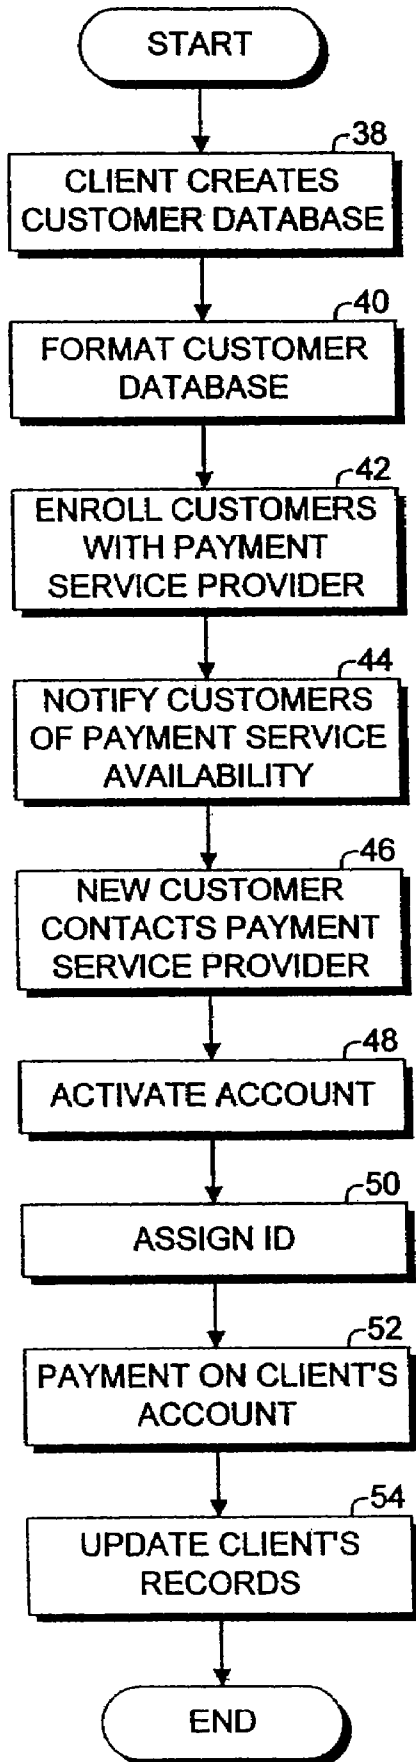 START
38
CLIENT CREATES
CUSTOMER DATABASE
40
FORMAT CUSTOMER
DATABASE
42
ENROLL CUSTOMERS
WITH PAYMENT
SERVICE PROVIDER
44
NOTIFY CUSTOMERS
OF PAYMENT SERVICE
AVAILABILITY
46
NEW CUSTOMER
CONTACTS PAYMENT
SERVICE PROVIDER
48
ACTIVATE ACCOUNT
50
ASSIGN ID
52
PAYMENT ON CLIENT'S
ACCOUNT
54
UPDATE CLIENT'S
RECORDS
END